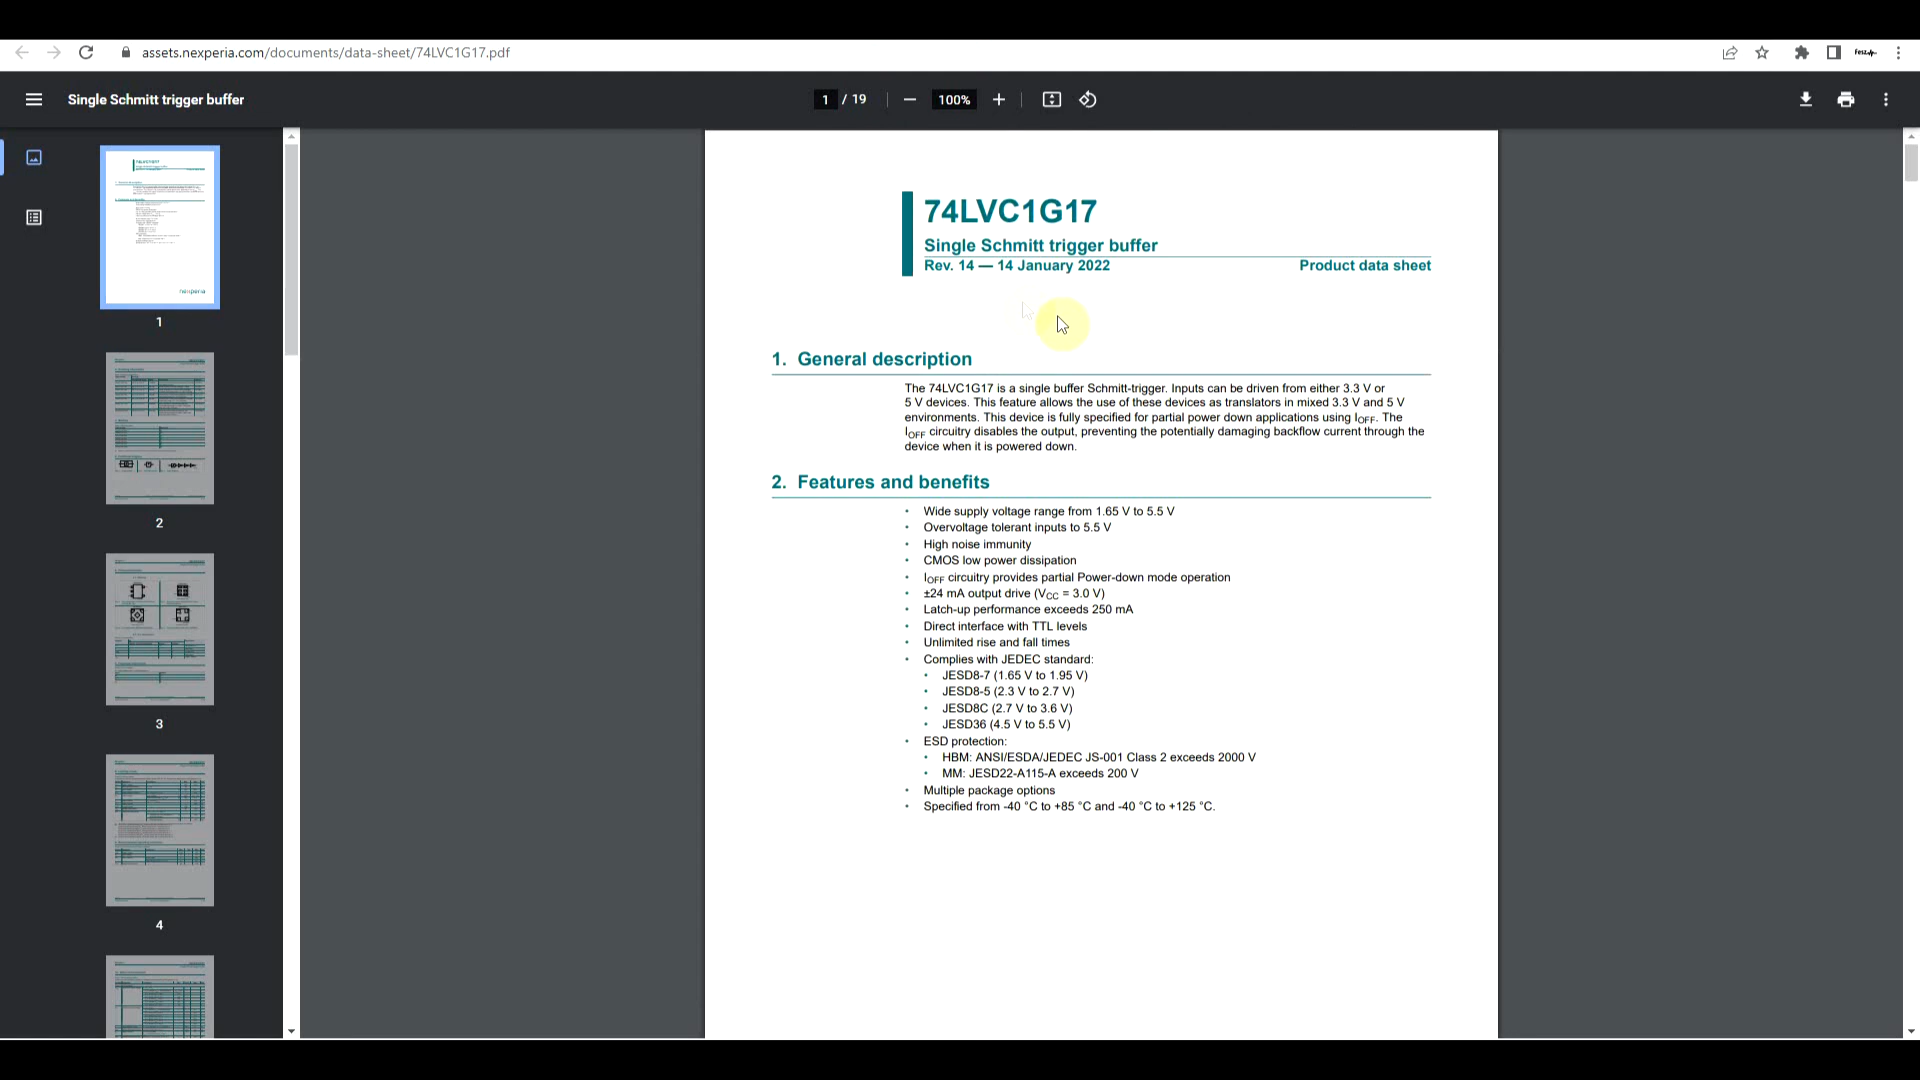 assets.nexperia.com/documents/data-sheet/74LVC1G17.pdf
Single Schmitt trigger buffer
1 / 19
100%
1
2
3
4
nexperia
74LVC1G17
Single Schmitt trigger buffer
Rev. 14 — 14 January 2022
Product data sheet
1. General description
The 74LVC1G17 is a single buffer Schmitt-trigger. Inputs can be driven from either 3.3 V or
5 V devices. This feature allows the use of these devices as translators in mixed 3.3 V and 5 V
environments. This device is fully specified for partial power down applications using IOFF. The
IOFF circuitry disables the output, preventing the potentially damaging backflow current through the
device when it is powered down.
2. Features and benefits
• Wide supply voltage range from 1.65 V to 5.5 V
• Overvoltage tolerant inputs to 5.5 V
• High noise immunity
• CMOS low power dissipation
• IOFF circuitry provides partial Power-down mode operation
• ±24 mA output drive (VCC = 3.0 V)
• Latch-up performance exceeds 250 mA
• Direct interface with TTL levels
• Unlimited rise and fall times
• Complies with JEDEC standard:
• JESD8-7 (1.65 V to 1.95 V)
• JESD8-5 (2.3 V to 2.7 V)
• JESD8C (2.7 V to 3.6 V)
• JESD36 (4.5 V to 5.5 V)
• ESD protection:
• HBM: ANSI/ESDA/JEDEC JS-001 Class 2 exceeds 2000 V
• MM: JESD22-A115-A exceeds 200 V
• Multiple package options
• Specified from -40 °C to +85 °C and -40 °C to +125 °C.